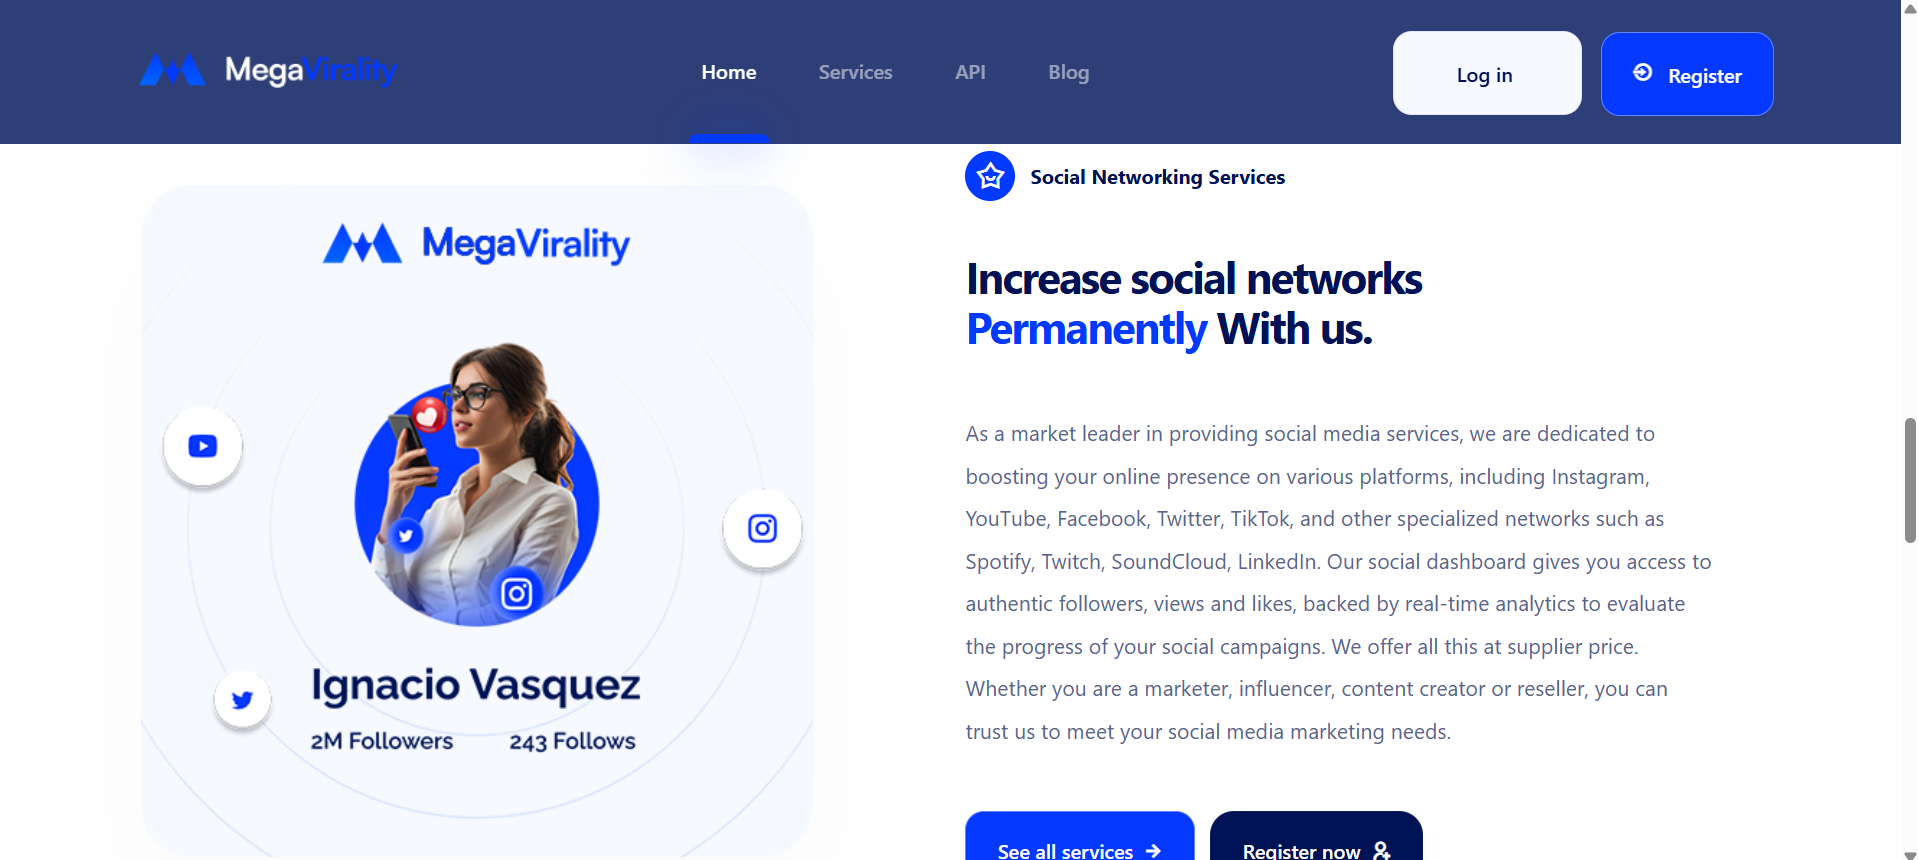 MegaVirality
Home
Services
API
Blog
Log in
Register
MegaVirality
Ignacio Vasquez
2M Followers
243 Follows
Social Networking Services
Increase social networks
Permanently With us.
As a market leader in providing social media services, we are dedicated to
boosting your online presence on various platforms, including Instagram,
YouTube, Facebook, Twitter, TikTok, and other specialized networks such as
Spotify, Twitch, SoundCloud, LinkedIn. Our social dashboard gives you access to
authentic followers, views and likes, backed by real-time analytics to evaluate
the progress of your social campaigns. We offer all this at supplier price.
Whether you are a marketer, influencer, content creator or reseller, you can
trust us to meet your social media marketing needs.
See all services
Register now